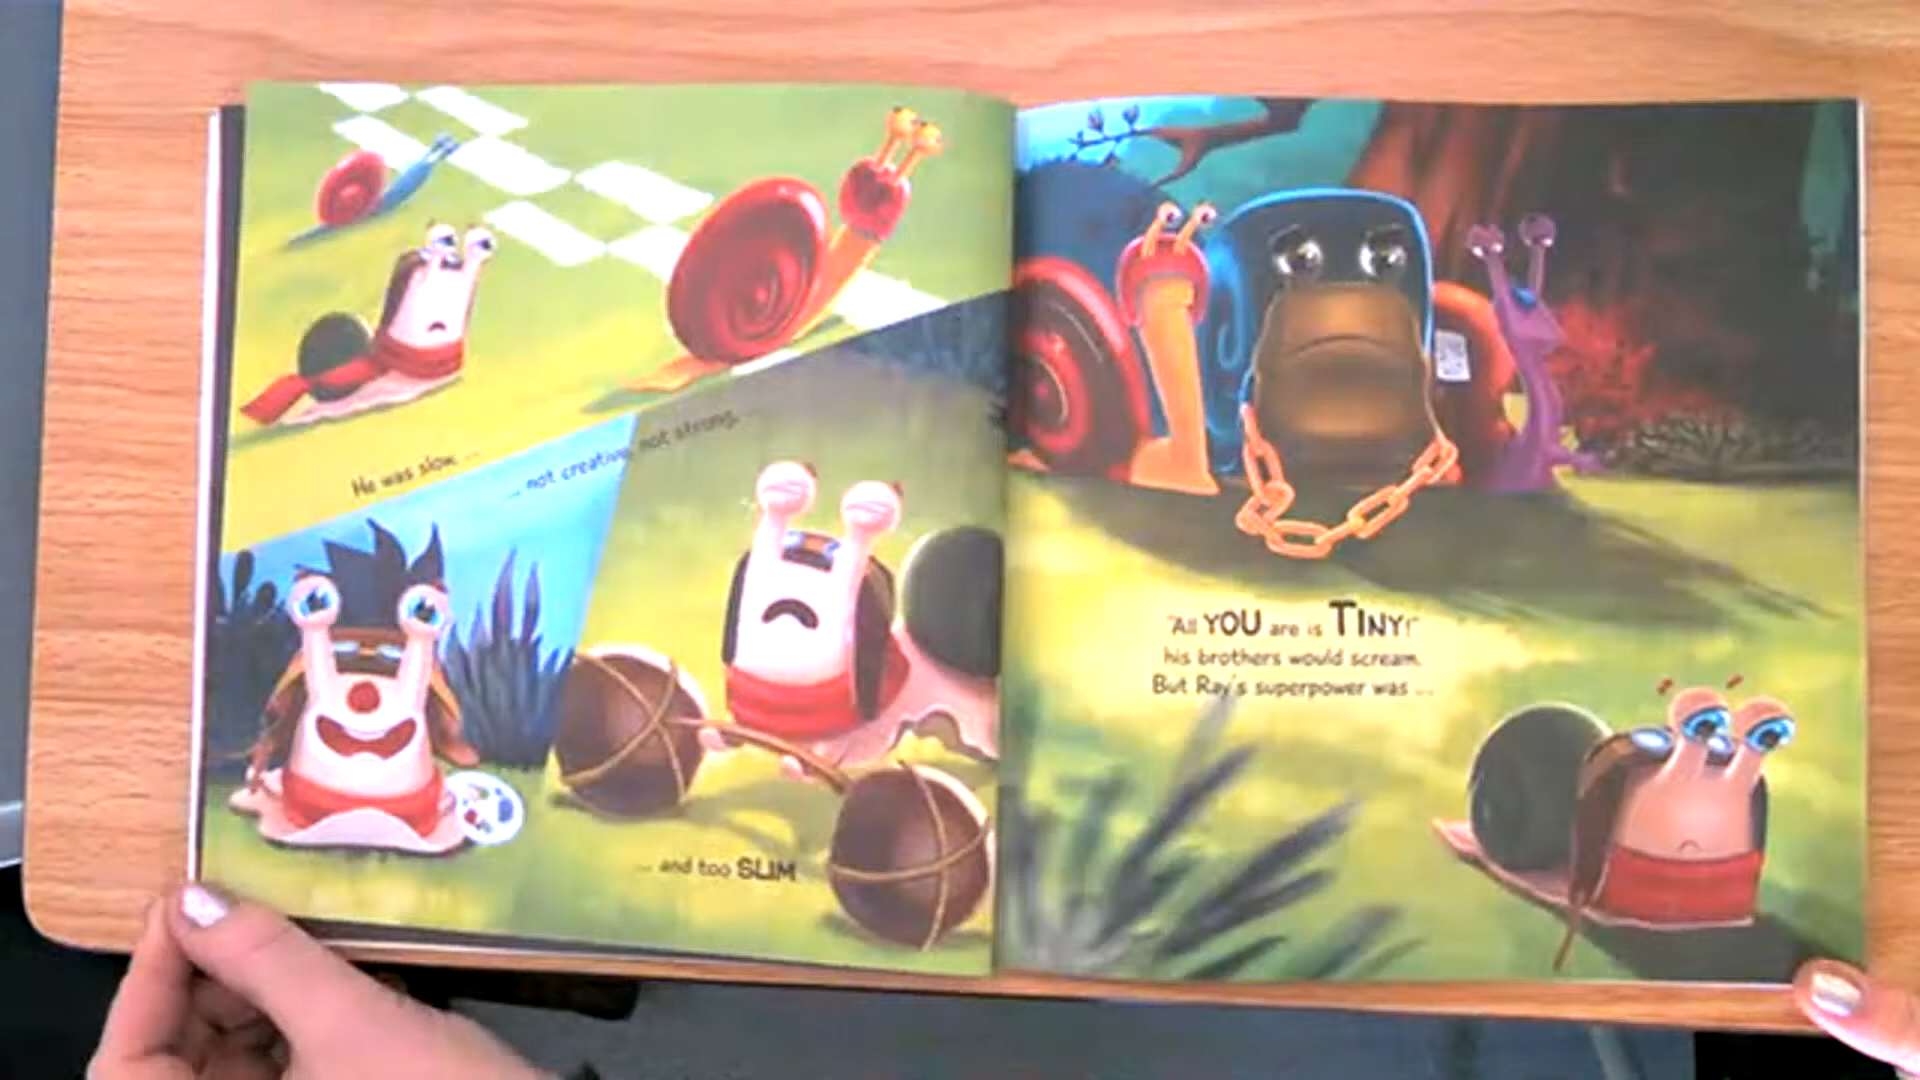 He was slow ...
... not creative, not strong, ...
... and too SLIM
"All YOU are is TINY!"
his brothers would scream.
But Ray's superpower was ...